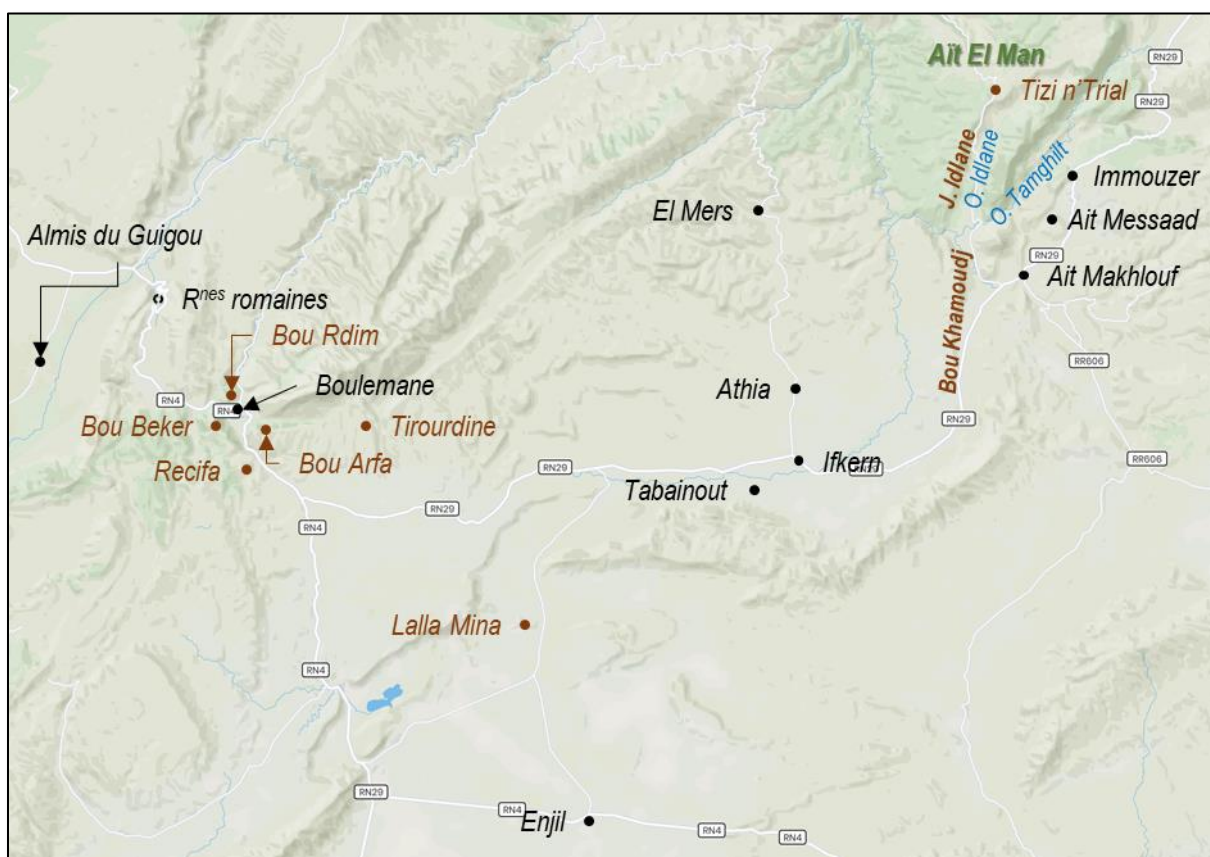 RN29
Aït El Man
Tizi n'Trial
RN29
J. Idlane
O. Idlane
O. Tamghilt
Immouzer
El Mers
Ait Messaad
Almis du Guigou
RN29
Ait Makhlouf
Rnes romaines
Bou Khamoudj
Bou Rdim
RR606
Boulemane
Athia
RN4
RN4
Bou Beker
Tirourdine
Bou Arfa
Recifa
RN29
Ifkern
RN29
RR606
Tabainout
RN29
RN4
Lalla Mina
RN4
RN29
RN4
Enjil
RN4
RN4